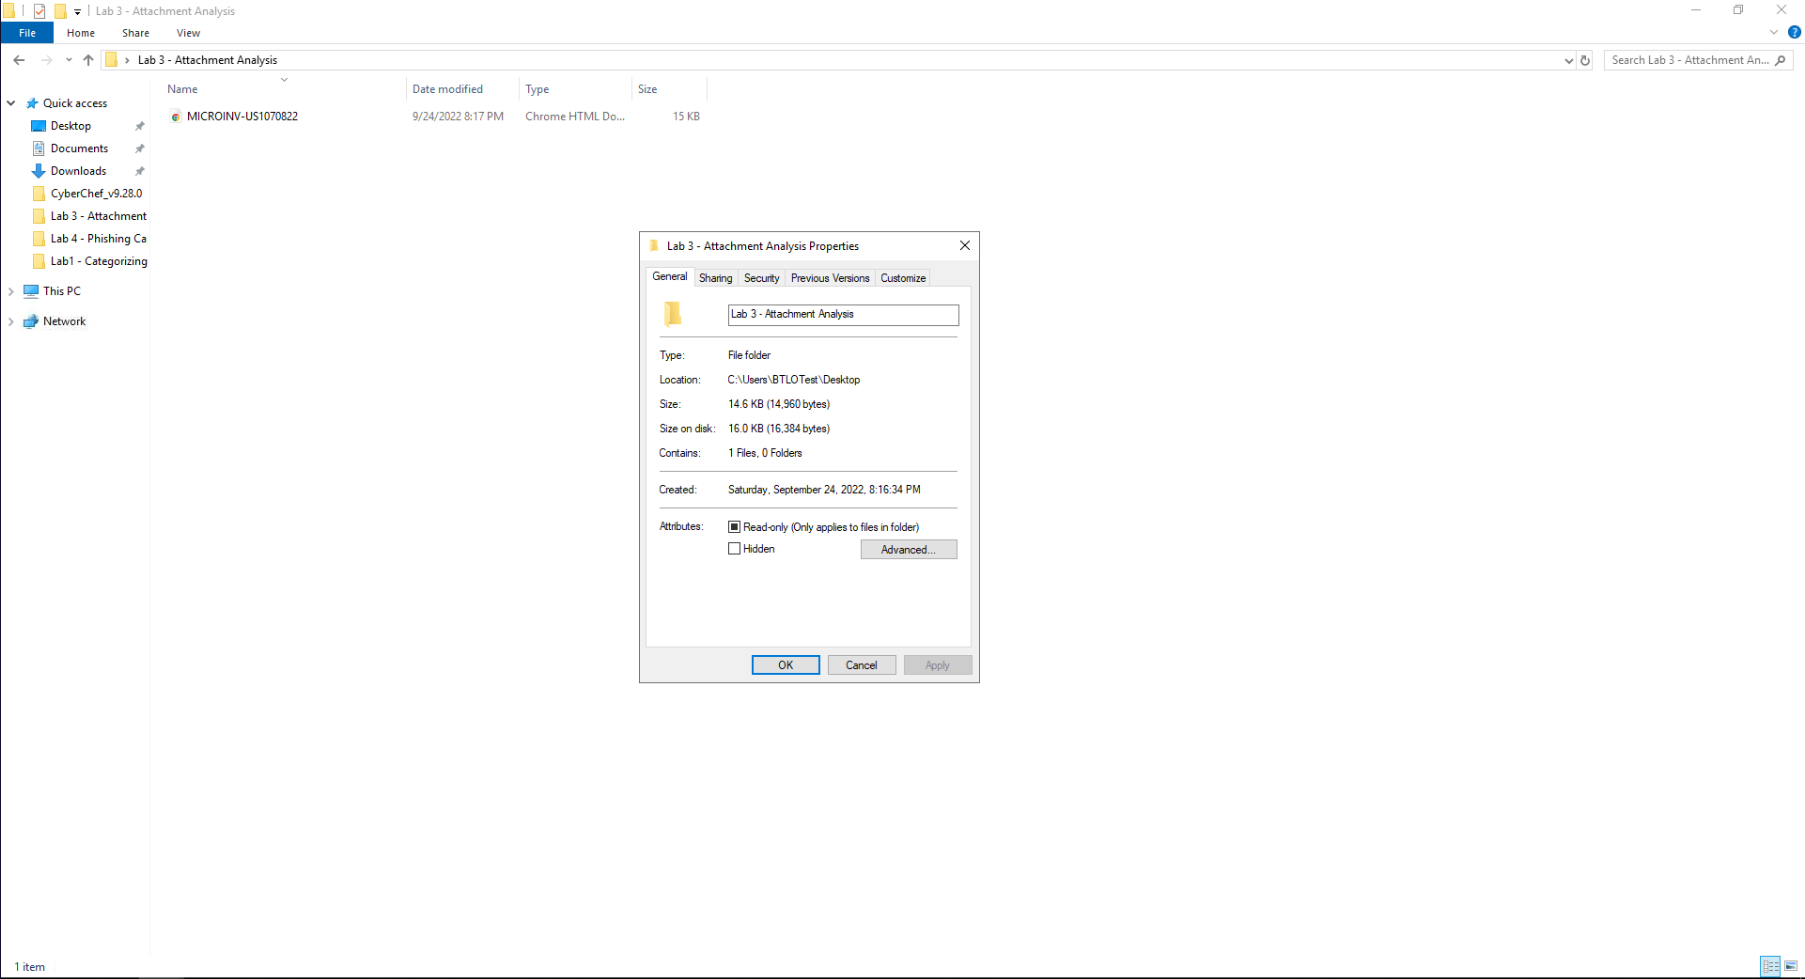 Lab 3 - Attachment Analysis
File Home Share View
Lab 3 - Attachment Analysis
Search Lab 3 - Attachment An...
Name Date modified Type Size
MICROINV-US1070822 9/24/2022 8:17 PM Chrome HTML Do... 15 KB
Quick access
Desktop
Documents
Downloads
CyberChef_v9.28.0
Lab 3 - Attachment
Lab 4 - Phishing Ca
Lab1 - Categorizing
This PC
Network
Lab 3 - Attachment Analysis Properties
General Sharing Security Previous Versions Customize
Lab 3 - Attachment Analysis
Type: File folder
Location: C:\Users\BTLOTest\Desktop
Size: 14.6 KB (14,960 bytes)
Size on disk: 16.0 KB (16,384 bytes)
Contains: 1 Files, 0 Folders
Created: Saturday, September 24, 2022, 8:16:34 PM
Attributes: Read-only (Only applies to files in folder)
Hidden Advanced...
OK Cancel Apply
1 item